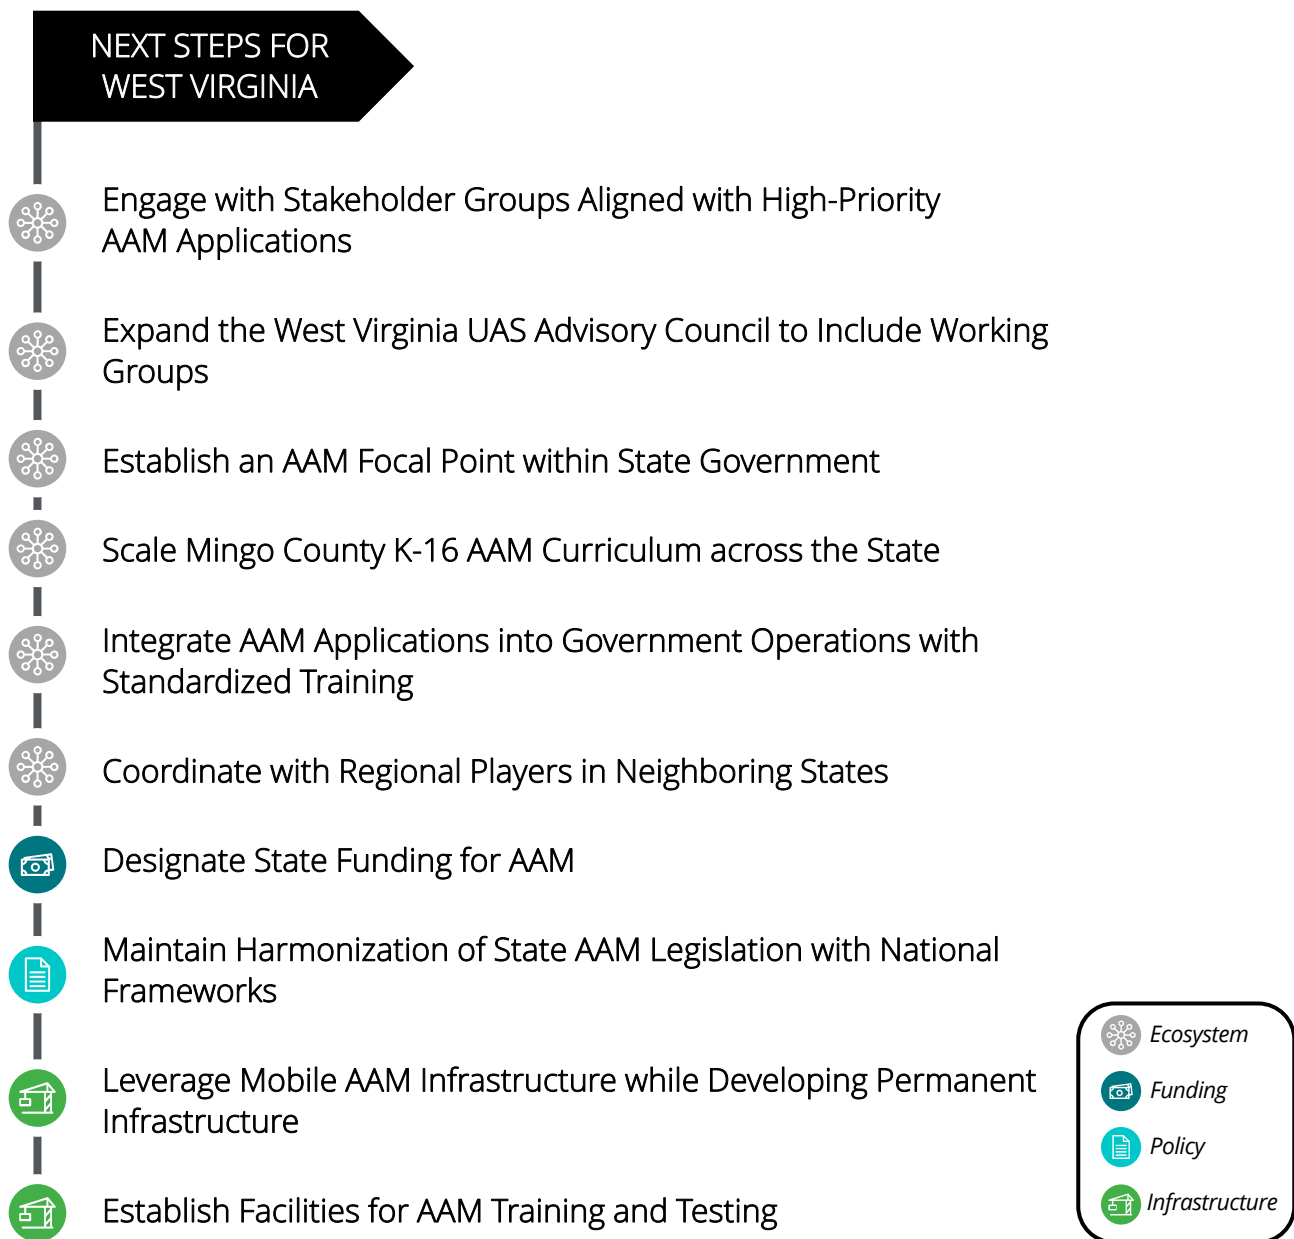 NEXT STEPS FOR
WEST VIRGINIA
Engage with Stakeholder Groups Aligned with High-Priority
AAM Applications
Expand the West Virginia UAS Advisory Council to Include Working
Groups
Establish an AAM Focal Point within State Government
Scale Mingo County K-16 AAM Curriculum across the State
Integrate AAM Applications into Government Operations with
Standardized Training
Coordinate with Regional Players in Neighboring States
Designate State Funding for AAM
Maintain Harmonization of State AAM Legislation with National
Frameworks
Leverage Mobile AAM Infrastructure while Developing Permanent
Infrastructure
Establish Facilities for AAM Training and Testing
Ecosystem
Funding
Policy
Infrastructure